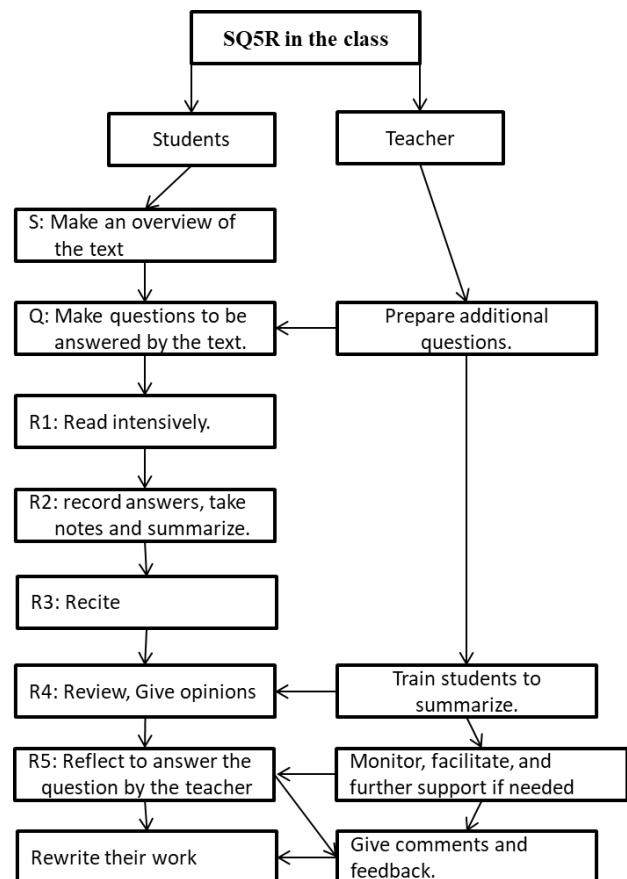 SQ5R in the class
Students
Teacher
S: Make an overview of
the text
Q: Make questions to be
answered by the text.
Prepare additional
questions.
R1: Read intensively.
R2: record answers, take
notes and summarize.
R3: Recite
R4: Review, Give opinions
Train students to
summarize.
R5: Reflect to answer the
question by the teacher
Monitor, facilitate, and
further support if needed
Rewrite their work
Give comments and
feedback.